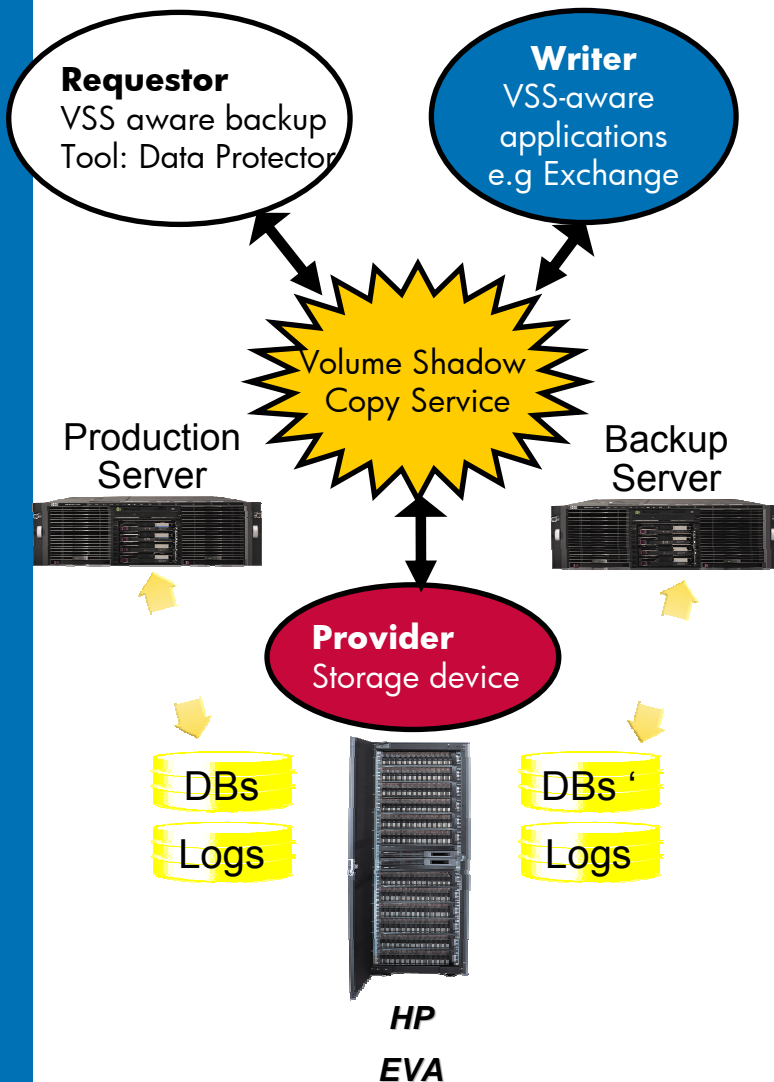 Requestor
VSS aware backup
Tool: Data Protector
Writer
VSS-aware
applications
e.g Exchange
Volume Shadow
Copy Service
Production
Server
Backup
Server
Provider
Storage device
DBs
Logs
DBs ‘
Logs
HP
EVA